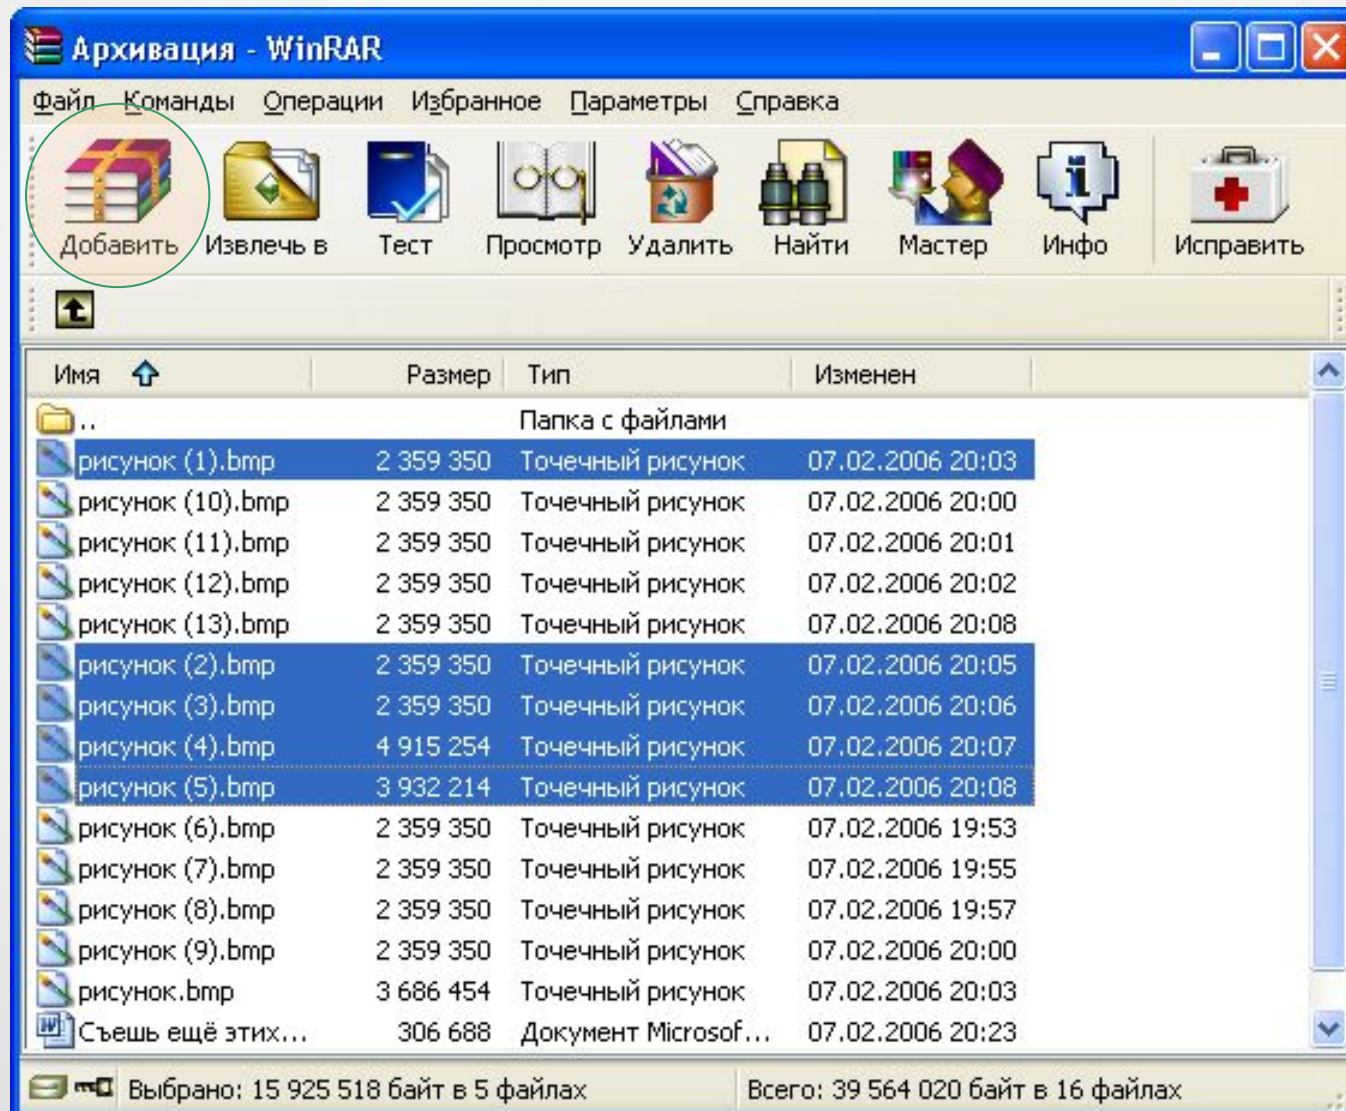 Архивация - WinRAR
Файл Команды Операции Избранное Параметры Справка
Добавить Извлечь в Тест Просмотр Удалить Найти Мастер Инфо Исправить
Имя Размер Тип Изменен
.. Папка с файлами
рисунок (1).bmp 2 359 350 Точечный рисунок 07.02.2006 20:03
рисунок (10).bmp 2 359 350 Точечный рисунок 07.02.2006 20:00
рисунок (11).bmp 2 359 350 Точечный рисунок 07.02.2006 20:01
рисунок (12).bmp 2 359 350 Точечный рисунок 07.02.2006 20:02
рисунок (13).bmp 2 359 350 Точечный рисунок 07.02.2006 20:08
рисунок (2).bmp 2 359 350 Точечный рисунок 07.02.2006 20:05
рисунок (3).bmp 2 359 350 Точечный рисунок 07.02.2006 20:06
рисунок (4).bmp 4 915 254 Точечный рисунок 07.02.2006 20:07
рисунок (5).bmp 3 932 214 Точечный рисунок 07.02.2006 20:08
рисунок (6).bmp 2 359 350 Точечный рисунок 07.02.2006 19:53
рисунок (7).bmp 2 359 350 Точечный рисунок 07.02.2006 19:55
рисунок (8).bmp 2 359 350 Точечный рисунок 07.02.2006 19:57
рисунок (9).bmp 2 359 350 Точечный рисунок 07.02.2006 20:00
рисунок.bmp 3 686 454 Точечный рисунок 07.02.2006 20:03
Съешь ещё этих... 306 688 Документ Microsof... 07.02.2006 20:23
Выбрано: 15 925 518 байт в 5 файлах Всего: 39 564 020 байт в 16 файлах